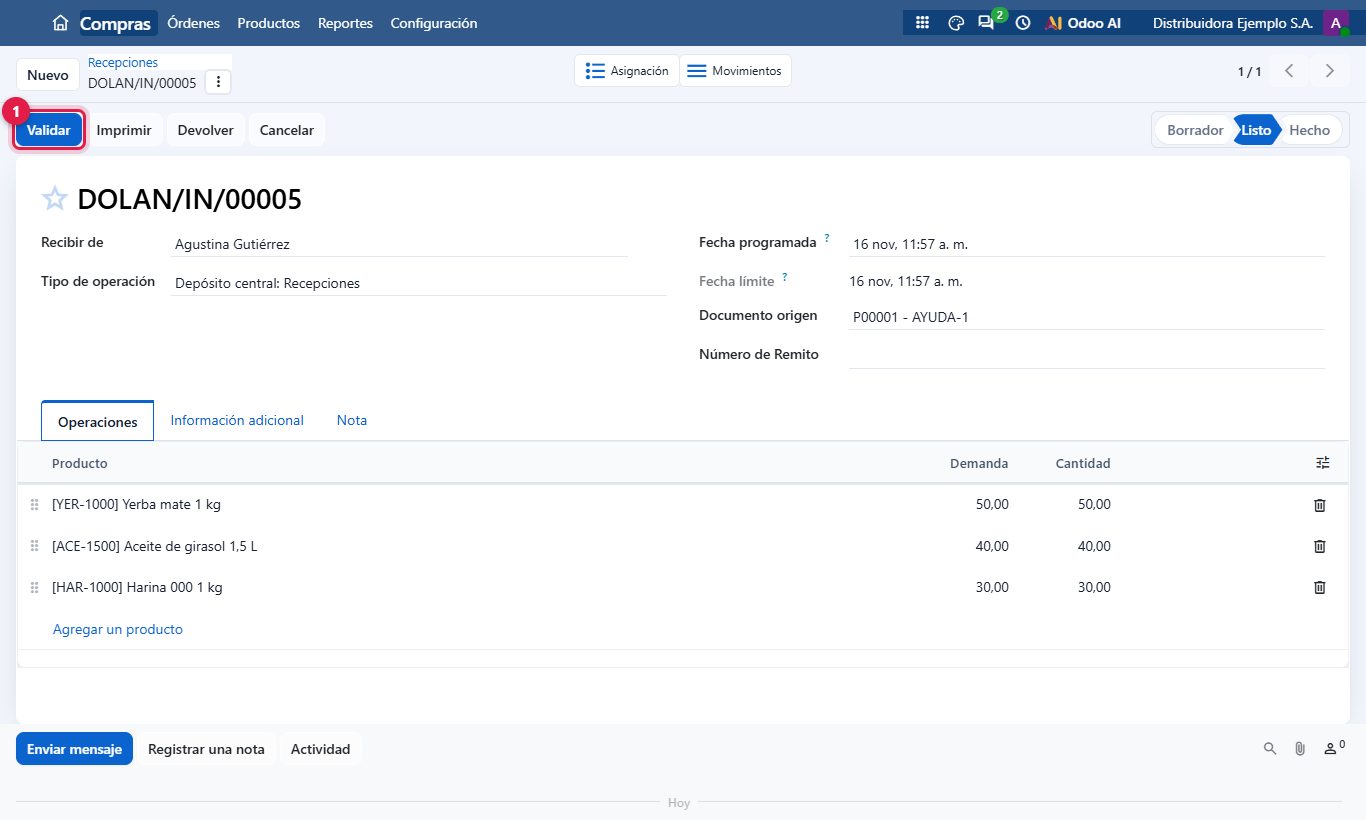 Compras Órdenes Productos Reportes Configuración 2 Odoo AI Distribuidora Ejemplo S.A. A
Nuevo Recepciones Asignación Movimientos 1 / 1
DOLAN/IN/00005
1
Validar Imprimir Devolver Cancelar Borrador Listo Hecho
DOLAN/IN/00005
Recibir de Agustina Gutiérrez Fecha programada ? 16 nov, 11:57 a. m.
Tipo de operación Depósito central: Recepciones Fecha límite ? 16 nov, 11:57 a. m.
Documento origen P00001 - AYUDA-1
Número de Remito
Operaciones Información adicional Nota
Producto Demanda Cantidad
[YER-1000] Yerba mate 1 kg 50,00 50,00
[ACE-1500] Aceite de girasol 1,5 L 40,00 40,00
[HAR-1000] Harina 000 1 kg 30,00 30,00
Agregar un producto
Enviar mensaje Registrar una nota Actividad 0
Hoy